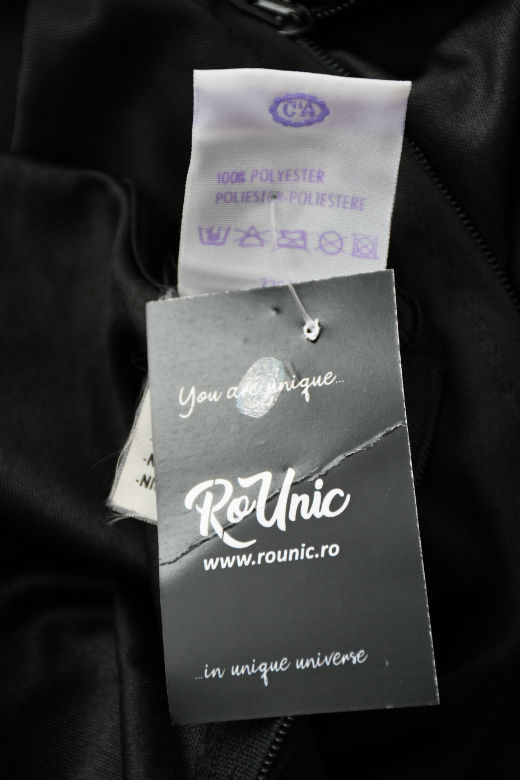 C&A
100% POLYESTER
POLIESTER-POLIESTERE
You are unique...
RoUnic
www.rounic.ro
...in unique universe